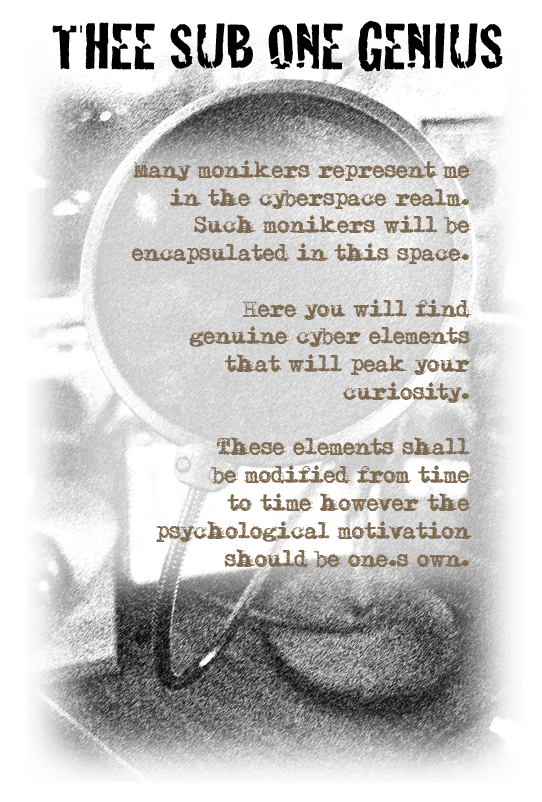 THEE SUB ONE GENIUS
Many monikers represent me
in the cyberspace realm.
Such monikers will be
encapsulated in this space.
Here you will find
genuine cyber elements
that will peak your
curiosity.
These elements shall
be modified from time
to time however the
psychological motivation
should be one.s own.